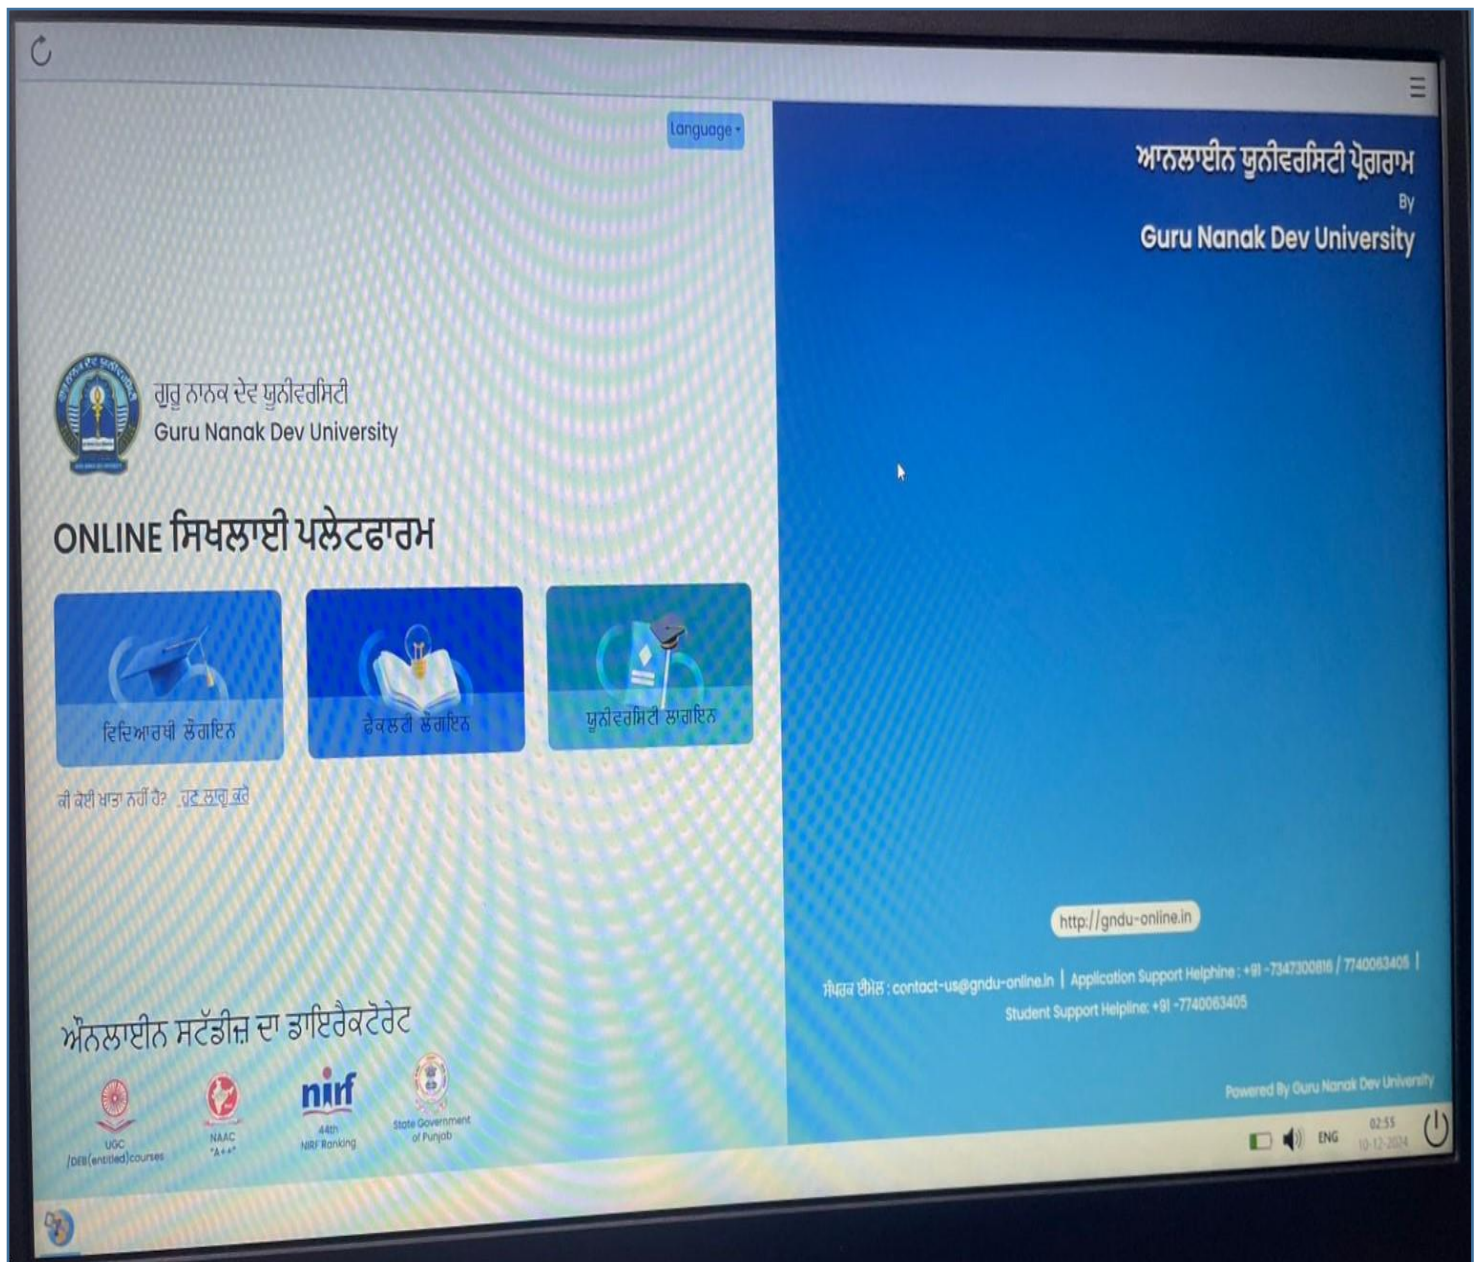 Language
ਆਨਲਾਈਨ ਯੂਨੀਵਰਸਿਟੀ ਪ੍ਰੋਗਰਾਮ
By
Guru Nanak Dev University
ਗੁਰੂ ਨਾਨਕ ਦੇਵ ਯੂਨੀਵਰਸਿਟੀ
Guru Nanak Dev University
ONLINE ਸਿਖਲਾਈ ਪਲੇਟਫਾਰਮ
ਵਿਦਿਆਰਥੀ ਲੌਗਇਨ
ਫੈਕਲਟੀ ਲੌਗਇਨ
ਯੂਨੀਵਰਸਿਟੀ ਲਾਗਇਨ
ਕੀ ਕੋਈ ਖਾਤਾ ਨਹੀਂ ਹੈ? ਹੁਣ ਲਾਗੂ ਕਰੋ
http://gndu-online.in
ਸੰਪਰਕ ਈਮੇਲ : contact-us@gndu-online.in | Application Support Helphine : +91 -7347300816 / 7740063405 |
Student Support Helpline: +91 -7740063405
ਔਨਲਾਈਨ ਸਟੱਡੀਜ਼ ਦਾ ਡਾਇਰੈਕਟੋਰੇਟ
UGC
/DEB(entitled)courses
NAAC
"A++"
nirf
44th
NIRF Ranking
State Government
of Punjab
Powered By Guru Nanak Dev University
ENG
02:55
10-12-2024